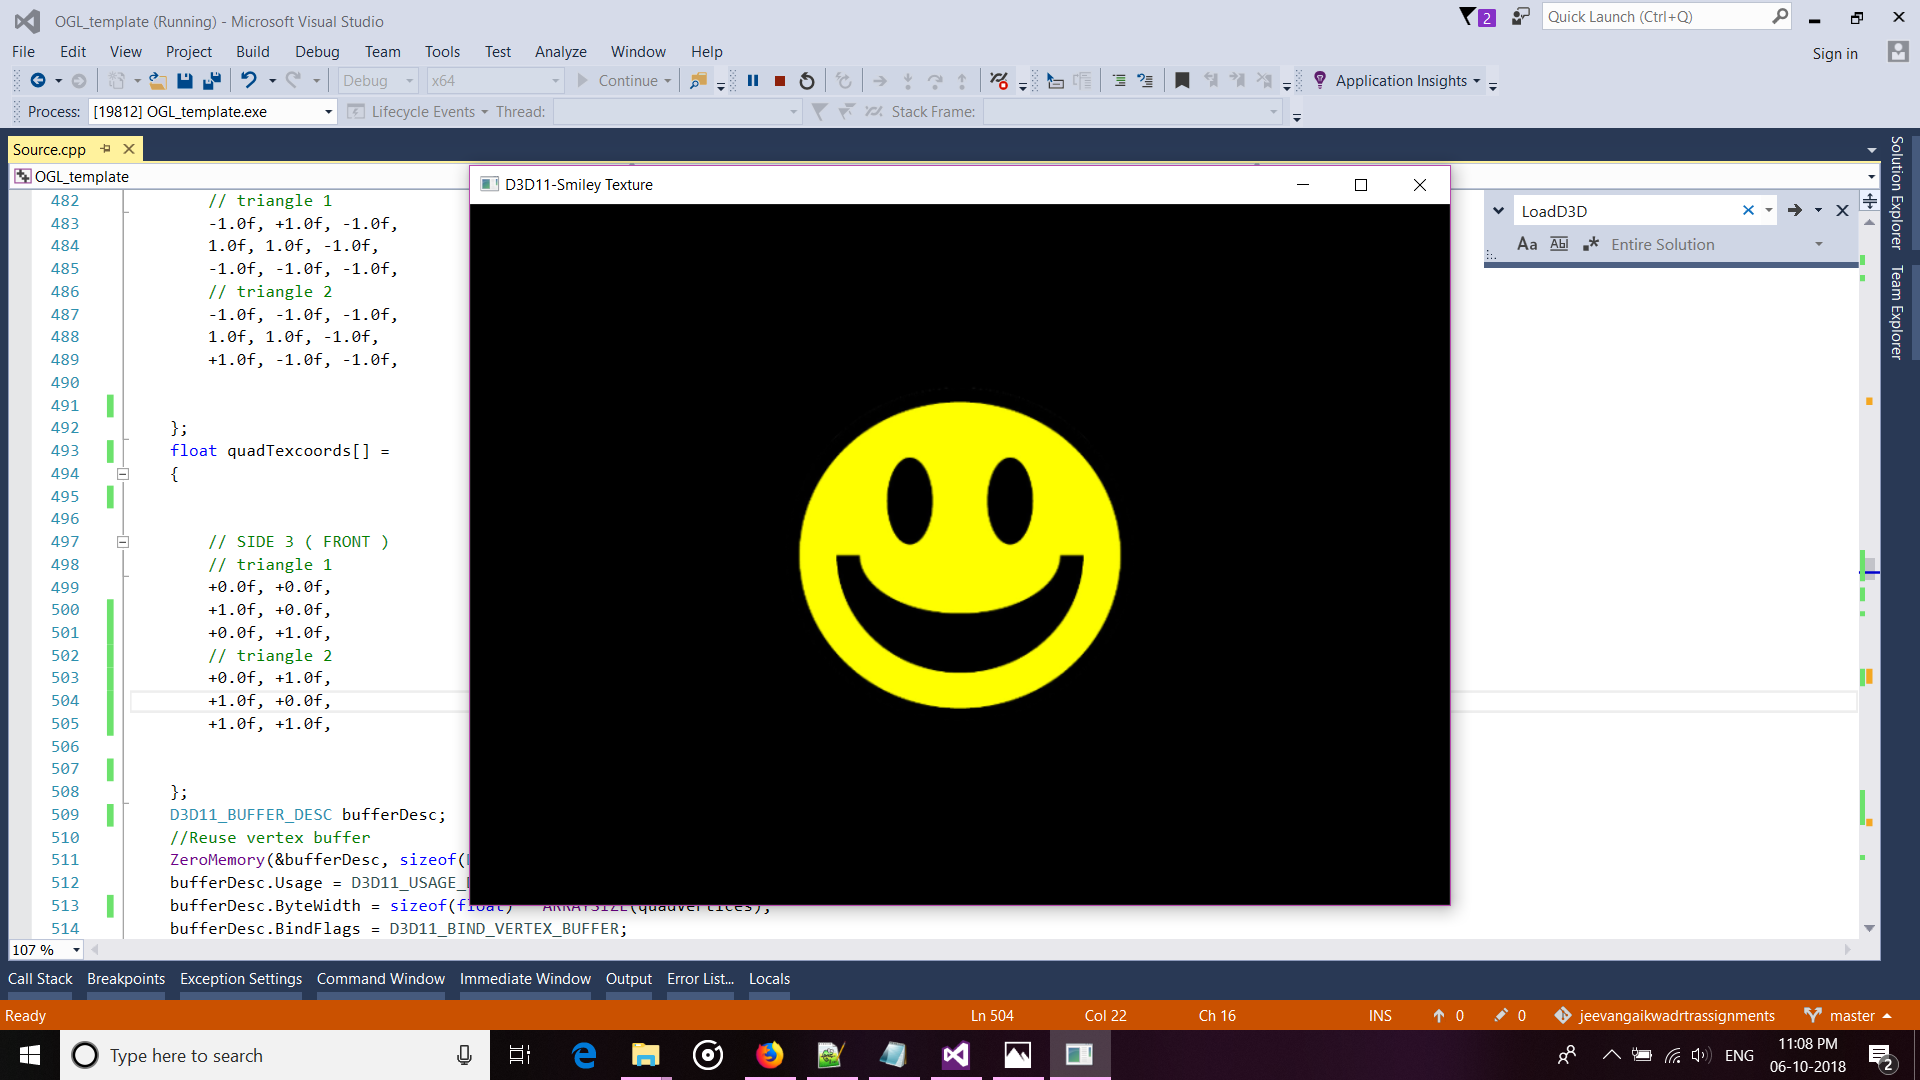 OGL_template (Running) - Microsoft Visual Studio
2
Quick Launch (Ctrl+Q)
File Edit View Project Build Debug Team Tools Test Analyze Window Help
Sign in
Debug x64 Continue Application Insights
Process: [19812] OGL_template.exe Lifecycle Events Thread: Stack Frame:
Source.cpp
OGL_template
D3D11-Smiley Texture
LoadD3D
Aa Abl .* Entire Solution
Solution Explorer
Team Explorer
482 // triangle 1
483 -1.0f, +1.0f, -1.0f,
484 1.0f, 1.0f, -1.0f,
485 -1.0f, -1.0f, -1.0f,
486 // triangle 2
487 -1.0f, -1.0f, -1.0f,
488 1.0f, 1.0f, -1.0f,
489 +1.0f, -1.0f, -1.0f,
490
491
492 };
493 float quadTexcoords[] =
494 {
495
496
497 // SIDE 3 ( FRONT )
498 // triangle 1
499 +0.0f, +0.0f,
500 +1.0f, +0.0f,
501 +0.0f, +1.0f,
502 // triangle 2
503 +0.0f, +1.0f,
504 +1.0f, +0.0f,
505 +1.0f, +1.0f,
506
507
508 };
509 D3D11_BUFFER_DESC bufferDesc;
510 //Reuse vertex buffer
511 ZeroMemory(&bufferDesc, sizeof(
512 bufferDesc.Usage = D3D11_USAGE_
513 bufferDesc.ByteWidth = sizeof(float) ARRAYSIZE(quadVertices);
514 bufferDesc.BindFlags = D3D11_BIND_VERTEX_BUFFER;
107 %
Call Stack Breakpoints Exception Settings Command Window Immediate Window Output Error List... Locals
Ready Ln 504 Col 22 Ch 16 INS 0 0 jeevangaikwadrtrassignments master
Type here to search
ENG
11:08 PM
06-10-2018
2